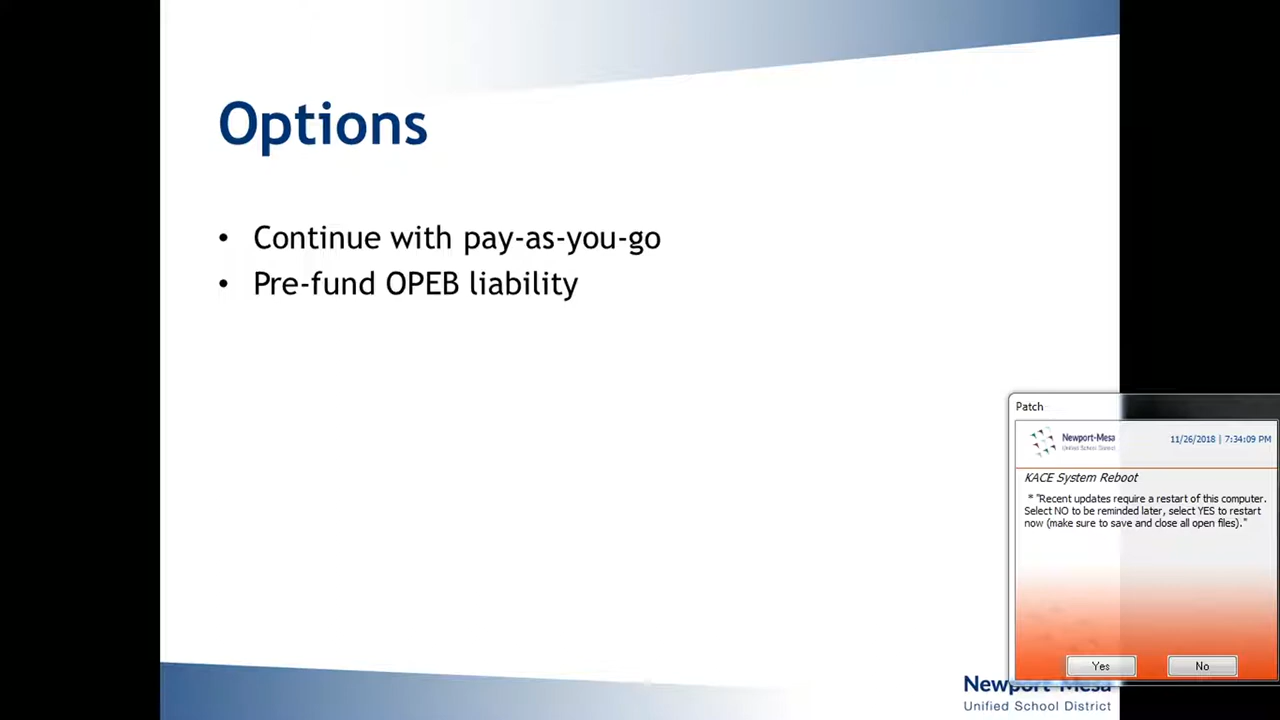 Options
• Continue with pay-as-you-go
• Pre-fund OPEB liability
Patch
Newport-Mesa
Unified School District
11/26/2018 | 7:34:09 PM
KACE System Reboot
* "Recent updates require a restart of this computer.
Select NO to be reminded later, select YES to restart
now (make sure to save and close all open files)."
Yes
No
Newport-Mesa
Unified School District